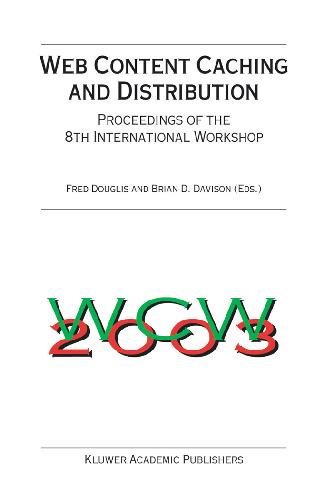 WEB CONTENT CACHING
AND DISTRIBUTION
PROCEEDINGS OF THE
8TH INTERNATIONAL WORKSHOP
FRED DOUGLIS AND BRIAN D. DAVISON (EDS.)
WCW
2003
KLUWER ACADEMIC PUBLISHERS